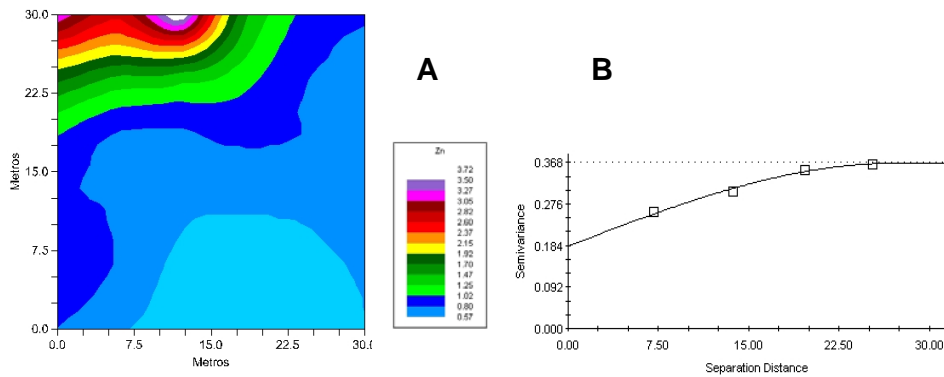 A
B
30.0
22.5
15.0
7.5
0.0
Metros
0.0 7.5 15.0 22.5 30.0
Metros
Zn
3.72
3.50
3.27
3.05
2.82
2.60
2.37
2.15
1.92
1.70
1.47
1.25
1.02
0.80
0.57
0.368
0.276
0.184
0.092
0.000
Semivariance
0.00 7.50 15.00 22.50 30.00
Separation Distance